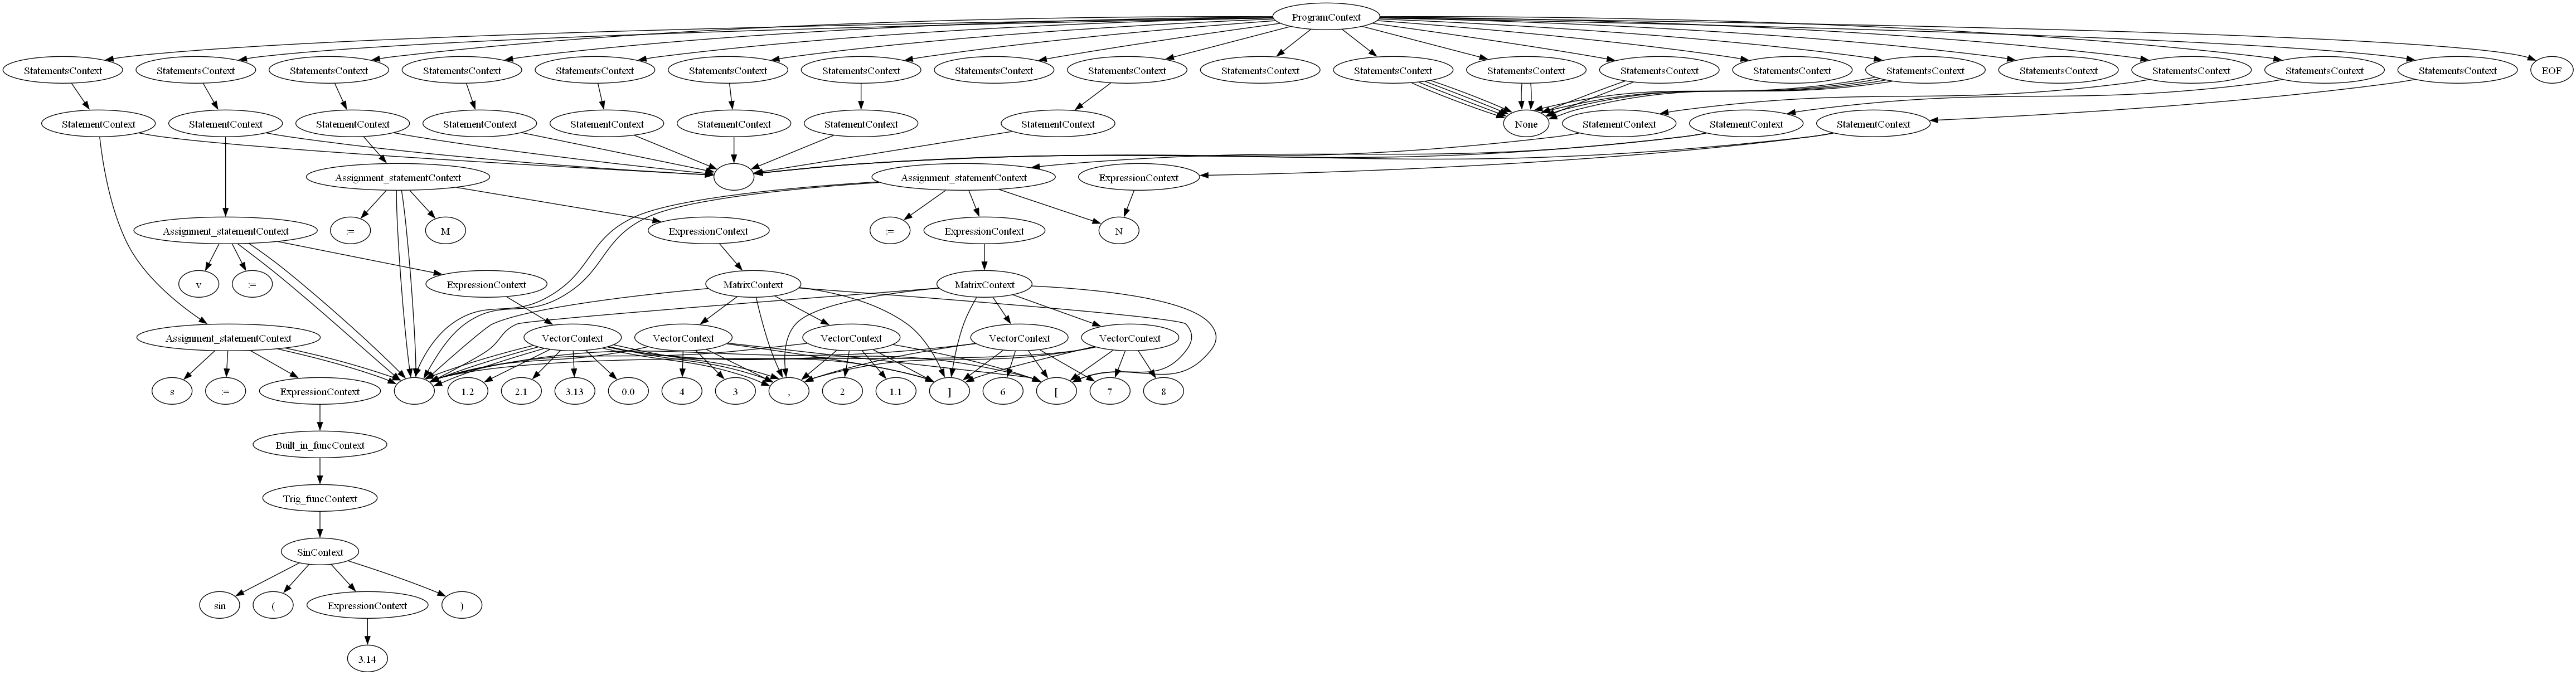 ProgramContext
StatementsContext StatementsContext StatementsContext StatementsContext StatementsContext StatementsContext StatementsContext StatementsContext StatementsContext StatementsContext StatementsContext StatementsContext StatementsContext StatementsContext StatementsContext StatementsContext StatementsContext StatementsContext StatementsContext EOF
StatementContext StatementContext StatementContext StatementContext StatementContext StatementContext StatementContext StatementContext None StatementContext StatementContext StatementContext
Assignment_statementContext Assignment_statementContext ExpressionContext
Assignment_statementContext := M ExpressionContext := ExpressionContext N
v := ExpressionContext MatrixContext MatrixContext
Assignment_statementContext VectorContext VectorContext VectorContext VectorContext VectorContext
s := ExpressionContext 1.2 2.1 3.13 0.0 4 3 , 2 1.1 ] 6 [ 7 8
Built_in_funcContext
Trig_funcContext
SinContext
sin ( ExpressionContext )
3.14